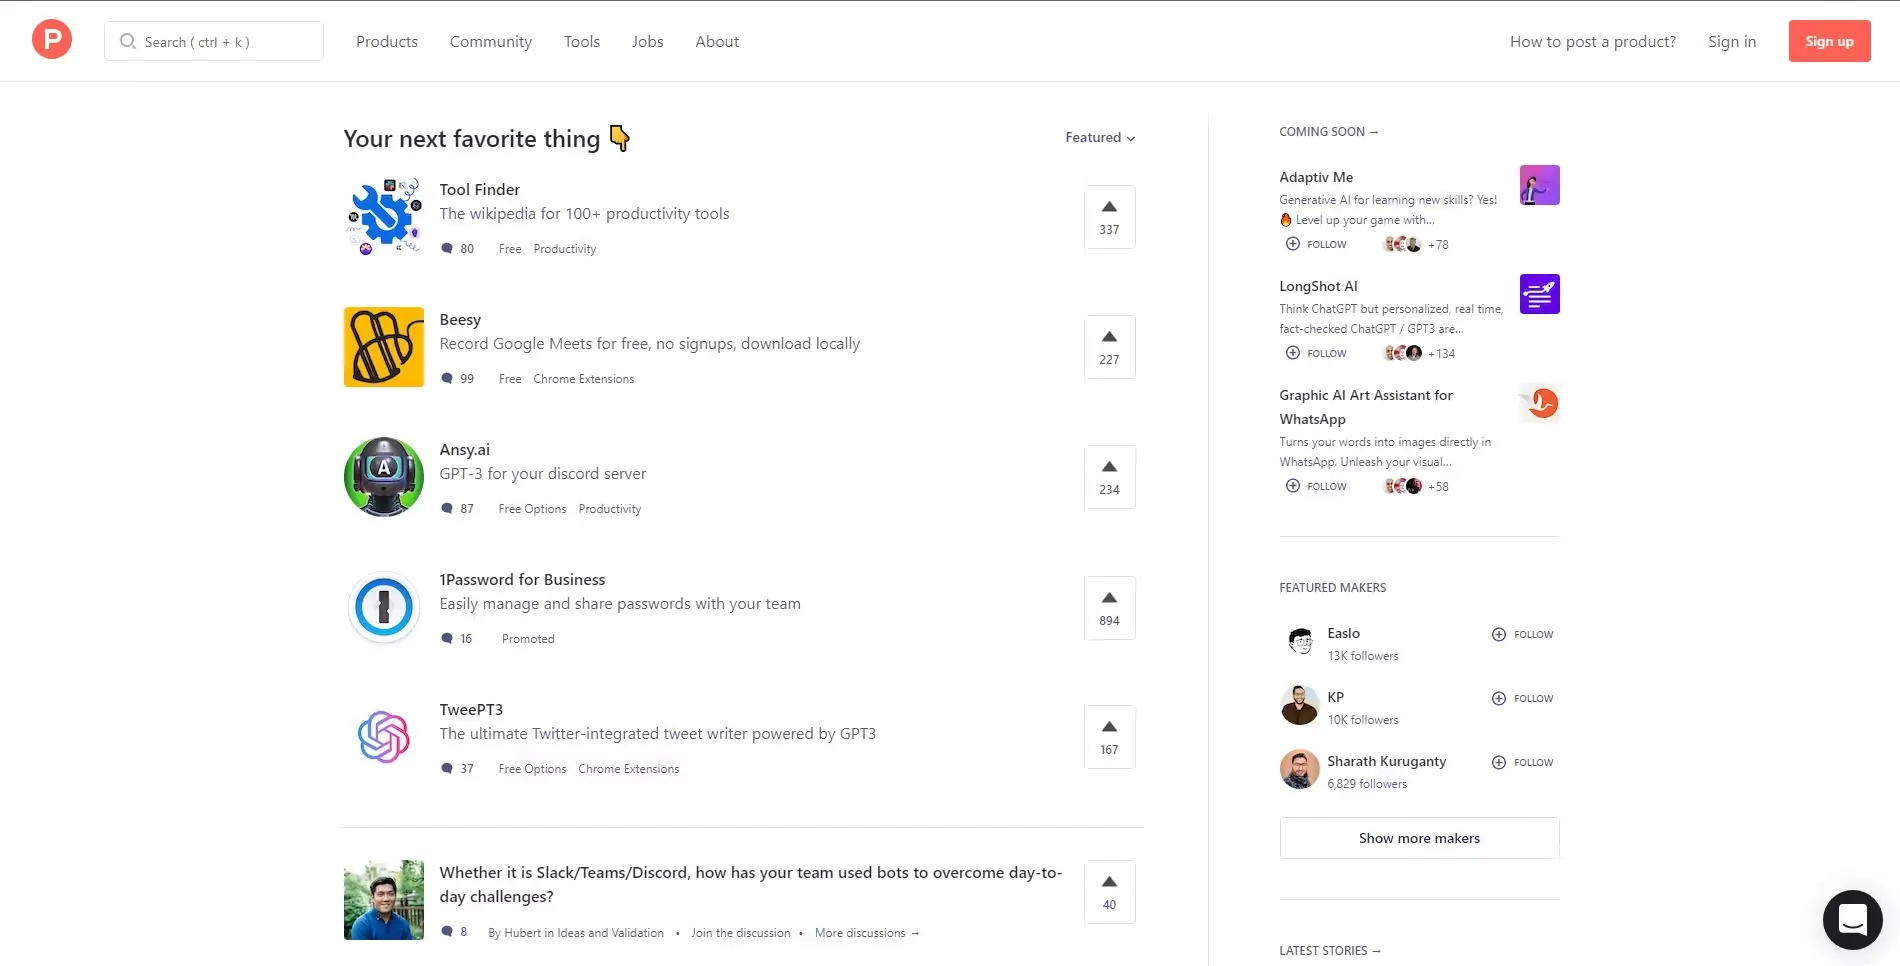 P
Search ( ctrl + k )
Products
Community
Tools
Jobs
About
How to post a product?
Sign in
Sign up
Your next favorite thing 👇
Featured
Tool Finder
The wikipedia for 100+ productivity tools
80 Free Productivity
337
Beesy
Record Google Meets for free, no signups, download locally
99 Free Chrome Extensions
227
A
Ansy.ai
GPT-3 for your discord server
87 Free Options Productivity
234
1Password for Business
Easily manage and share passwords with your team
16 Promoted
894
TweePT3
The ultimate Twitter-integrated tweet writer powered by GPT3
37 Free Options Chrome Extensions
167
Whether it is Slack/Teams/Discord, how has your team used bots to overcome day-to-
day challenges?
8 By Hubert in Ideas and Validation • Join the discussion • More discussions →
40
COMING SOON →
Adaptiv Me
Generative AI for learning new skills? Yes!
🔥 Level up your game with...
FOLLOW +78
LongShot AI
Think ChatGPT but personalized, real time,
fact-checked ChatGPT / GPT3 are...
FOLLOW +134
Graphic AI Art Assistant for
WhatsApp
Turns your words into images directly in
WhatsApp. Unleash your visual...
FOLLOW +58
FEATURED MAKERS
Easlo
13K followers
FOLLOW
KP
10K followers
FOLLOW
Sharath Kuruganty
6,829 followers
FOLLOW
Show more makers
LATEST STORIES →